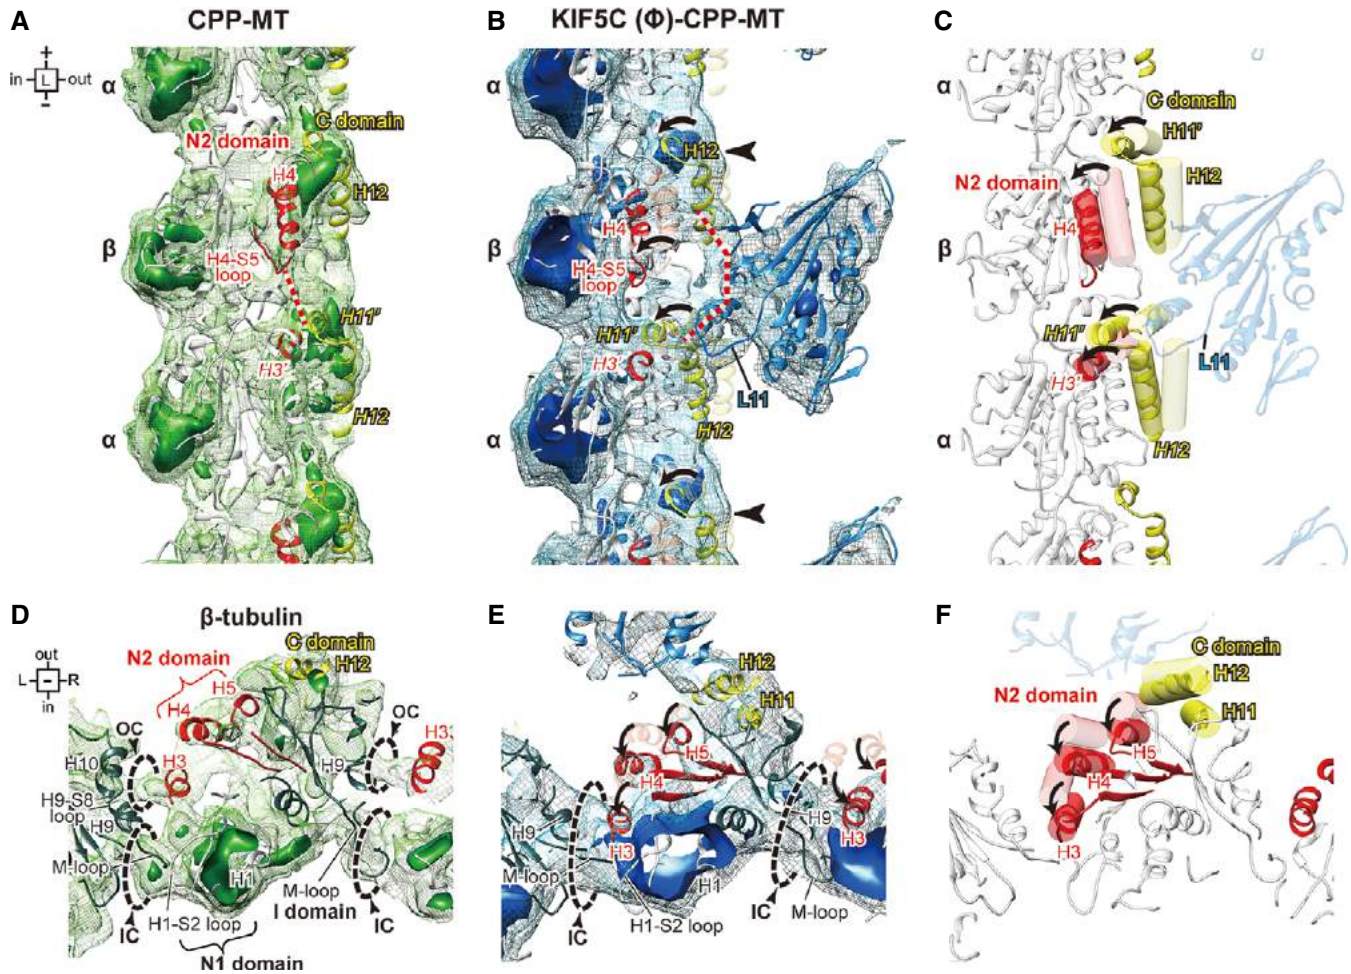 A
CPP-MT
B
KIF5C (Φ)-CPP-MT
C
+
in
L
out
-
α
C domain
N2 domain
H4
H12
β
H4-S5
loop
H11'
H3'
H12
α
α
H12
H4
β
H4-S5
loop
H11'
H3'
L11
α
H12
α
C domain
H11'
H12
N2 domain
H4
β
H11'
H3'
L11
α
H12
D
β-tubulin
E
F
out
L
-
R
in
C domain
N2 domain
H12
H5
H4
OC
OC
H3
H10
H3
H9
H9-S8
loop
H9
M-loop
H1
M-loop
I domain
H1-S2 loop
IC
IC
N1 domain
H12
H11
H5
H4
H9
H9
H3
H3
M-loop
H1
IC
M-loop
H1-S2 loop
IC
C domain
H12
N2 domain
H11
H5
H4
H3